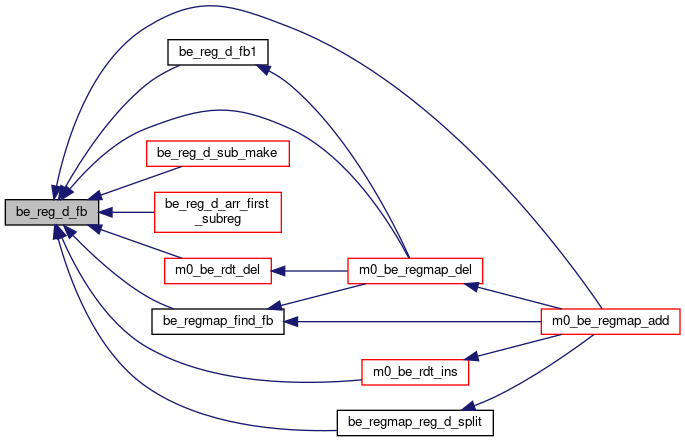 be_reg_d_fb1
be_reg_d_sub_make
be_reg_d_arr_first
_subreg
be_reg_d_fb
m0_be_rdt_del
m0_be_regmap_del
be_regmap_find_fb
m0_be_regmap_add
m0_be_rdt_ins
be_regmap_reg_d_split